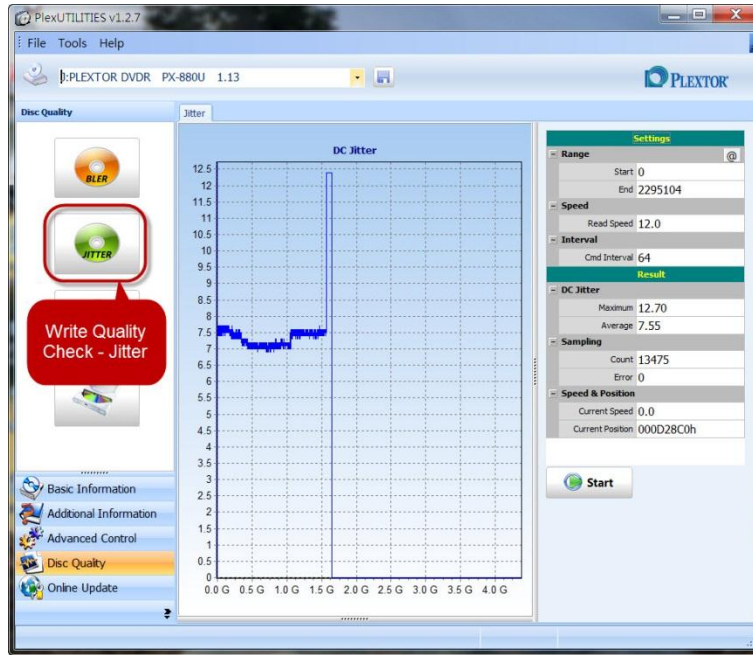 PlexUTILITIES v1.2.7
File Tools Help
J:PLEXTOR DVDR PX-880U 1.13
PLEXTOR
Disc Quality
BLER
JITTER
Write Quality
Check - Jitter
Basic Information
Additional Information
Advanced Control
Disc Quality
Online Update
Jitter
DC Jitter
12.5
12
11.5
11
10.5
10
9.5
9
8.5
8
7.5
7
6.5
6
5.5
5
4.5
4
3.5
3
2.5
2
1.5
1
0.5
0
0.0 G 0.5 G 1.0 G 1.5 G 2.0 G 2.5 G 3.0 G 3.5 G 4.0 G
Settings
Range @
Start 0
End 2295104
Speed
Read Speed 12.0
Interval
Cmd Interval 64
Result
DC Jitter
Maximum 12.70
Average 7.55
Sampling
Count 13475
Error 0
Speed & Position
Current Speed 0.0
Current Position 000D28C0h
Start